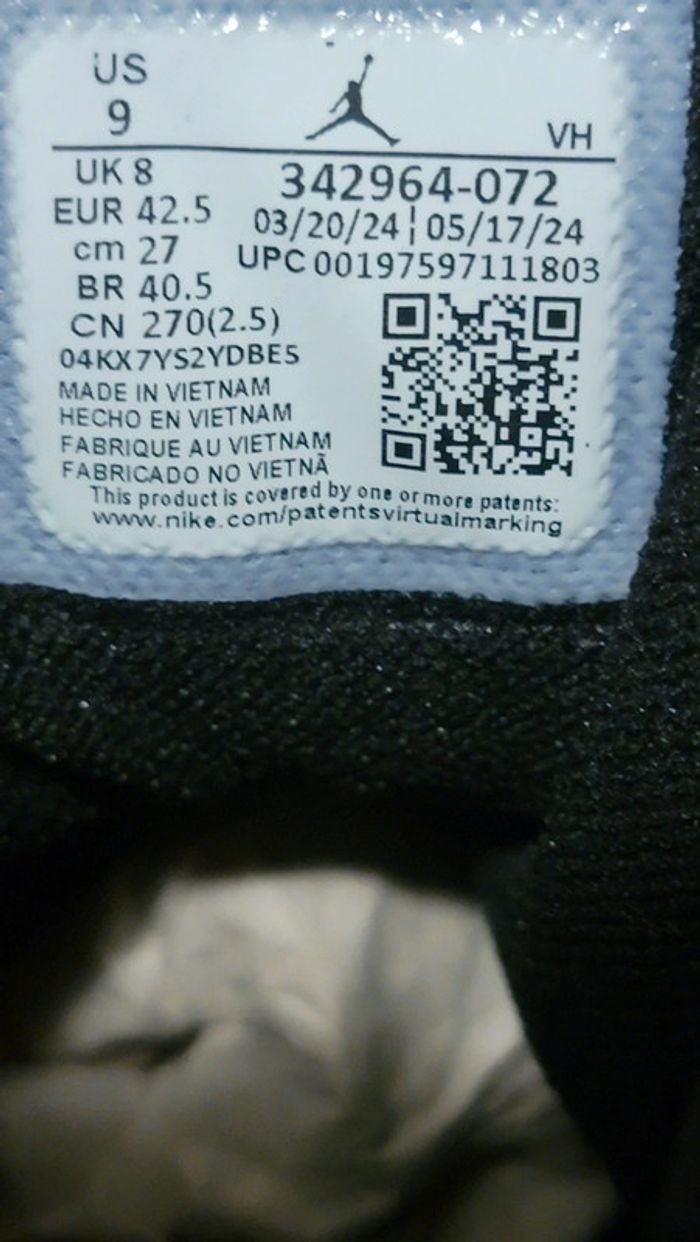 US
9
VH
UK 8
EUR 42.5
cm 27
BR 40.5
CN 270(2.5)
342964-072
03/20/24 ¦ 05/17/24
UPC 00197597111803
04KX7YS2YDBE5
MADE IN VIETNAM
HECHO EN VIETNAM
FABRIQUE AU VIETNAM
FABRICADO NO VIETNÃ
This product is covered by one or more patents:
www.nike.com/patentsvirtualmarking